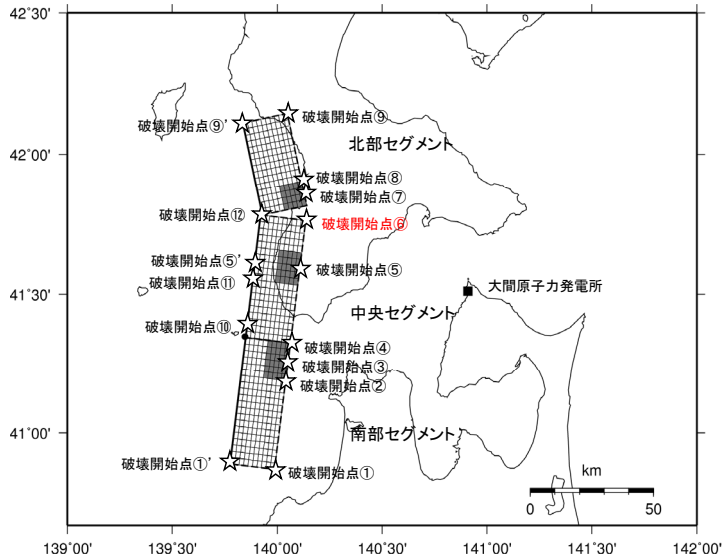 42˚30'
破壊開始点⑨'
破壊開始点⑨
北部セグメント
42˚00'
破壊開始点⑧
破壊開始点⑦
破壊開始点⑫
破壊開始点⑥
破壊開始点⑤'
破壊開始点⑤
破壊開始点⑪
大間原子力発電所
41˚30'
中央セグメント
破壊開始点⑩
破壊開始点④
破壊開始点③
破壊開始点②
41˚00'
南部セグメント
破壊開始点①'
破壊開始点①
km
0 50
139˚00' 139˚30' 140˚00' 140˚30' 141˚00' 141˚30' 142˚00'